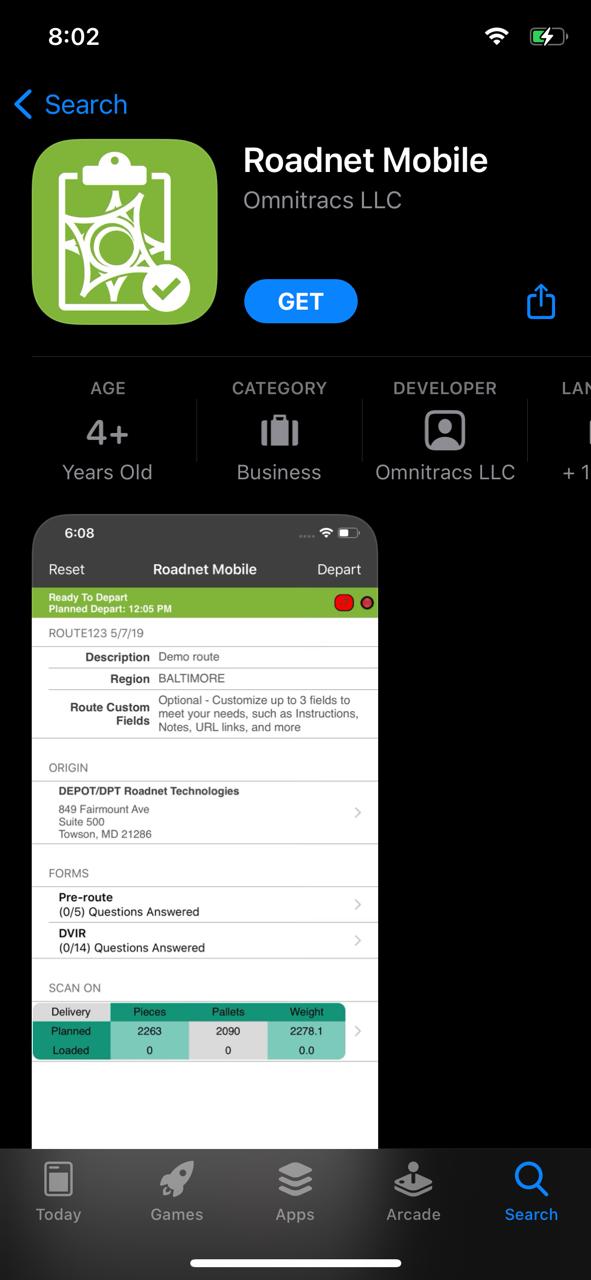 8:02
Search
Roadnet Mobile
Omnitracs LLC
GET
AGE
CATEGORY
DEVELOPER
LAN
4+
Years Old
Business
Omnitracs LLC
+ 1
6:08
Reset
Roadnet Mobile
Depart
Ready To Depart
Planned Depart: 12:05 PM
ROUTE123 5/7/19
Description Demo route
Region BALTIMORE
Route Custom Fields Optional - Customize up to 3 fields to
meet your needs, such as Instructions,
Notes, URL links, and more
ORIGIN
DEPOT/DPT Roadnet Technologies
849 Fairmount Ave
Suite 500
Towson, MD 21286
FORMS
Pre-route
(0/5) Questions Answered
DVIR
(0/14) Questions Answered
SCAN ON
Delivery Pieces Pallets Weight
Planned 2263 2090 2278.1
Loaded 0 0 0.0
Today
Games
Apps
Arcade
Search